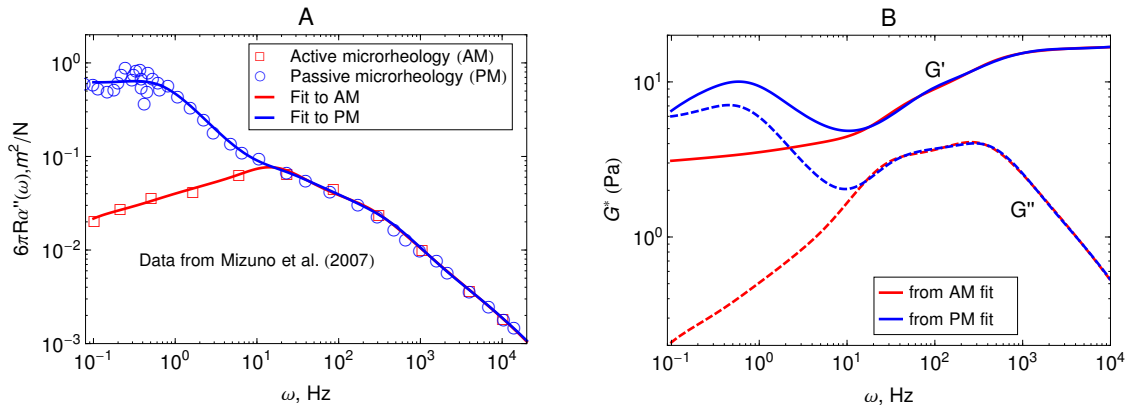 A
6πRα''(ω), m²/N
10⁰
10⁻¹
10⁻²
10⁻³
Active microrheology (AM)
Passive microrheology (PM)
Fit to AM
Fit to PM
Data from Mizuno et al. (2007)
10⁻¹ 10⁰ 10¹ 10² 10³ 10⁴
ω, Hz
B
G* (Pa)
10¹
10⁰
G'
G''
from AM fit
from PM fit
10⁻¹ 10⁰ 10¹ 10² 10³ 10⁴
ω, Hz